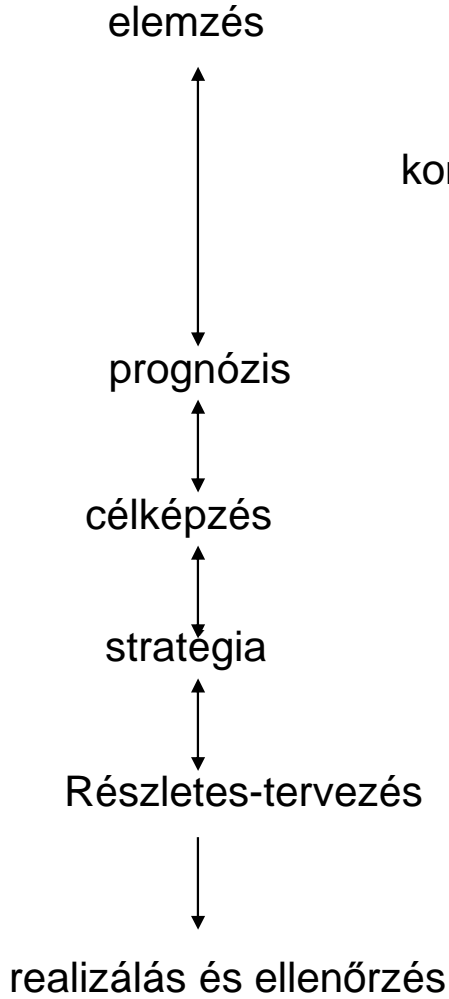 elemzés
prognózis
célképzés
stratégia
Részletes-tervezés
realizálás és ellenőrzés